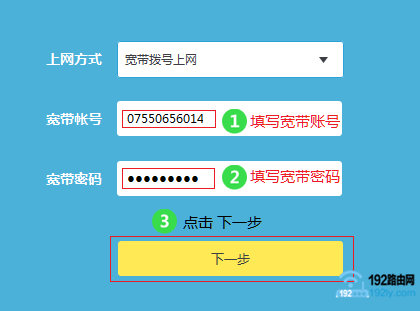 上网方式 宽带拨号上网
宽带帐号 07550656014 1 填写宽带账号
宽带密码 ●●●●●●●●● 2 填写宽带密码
3 点击 下一步
下一步
192路由网
192ly.com